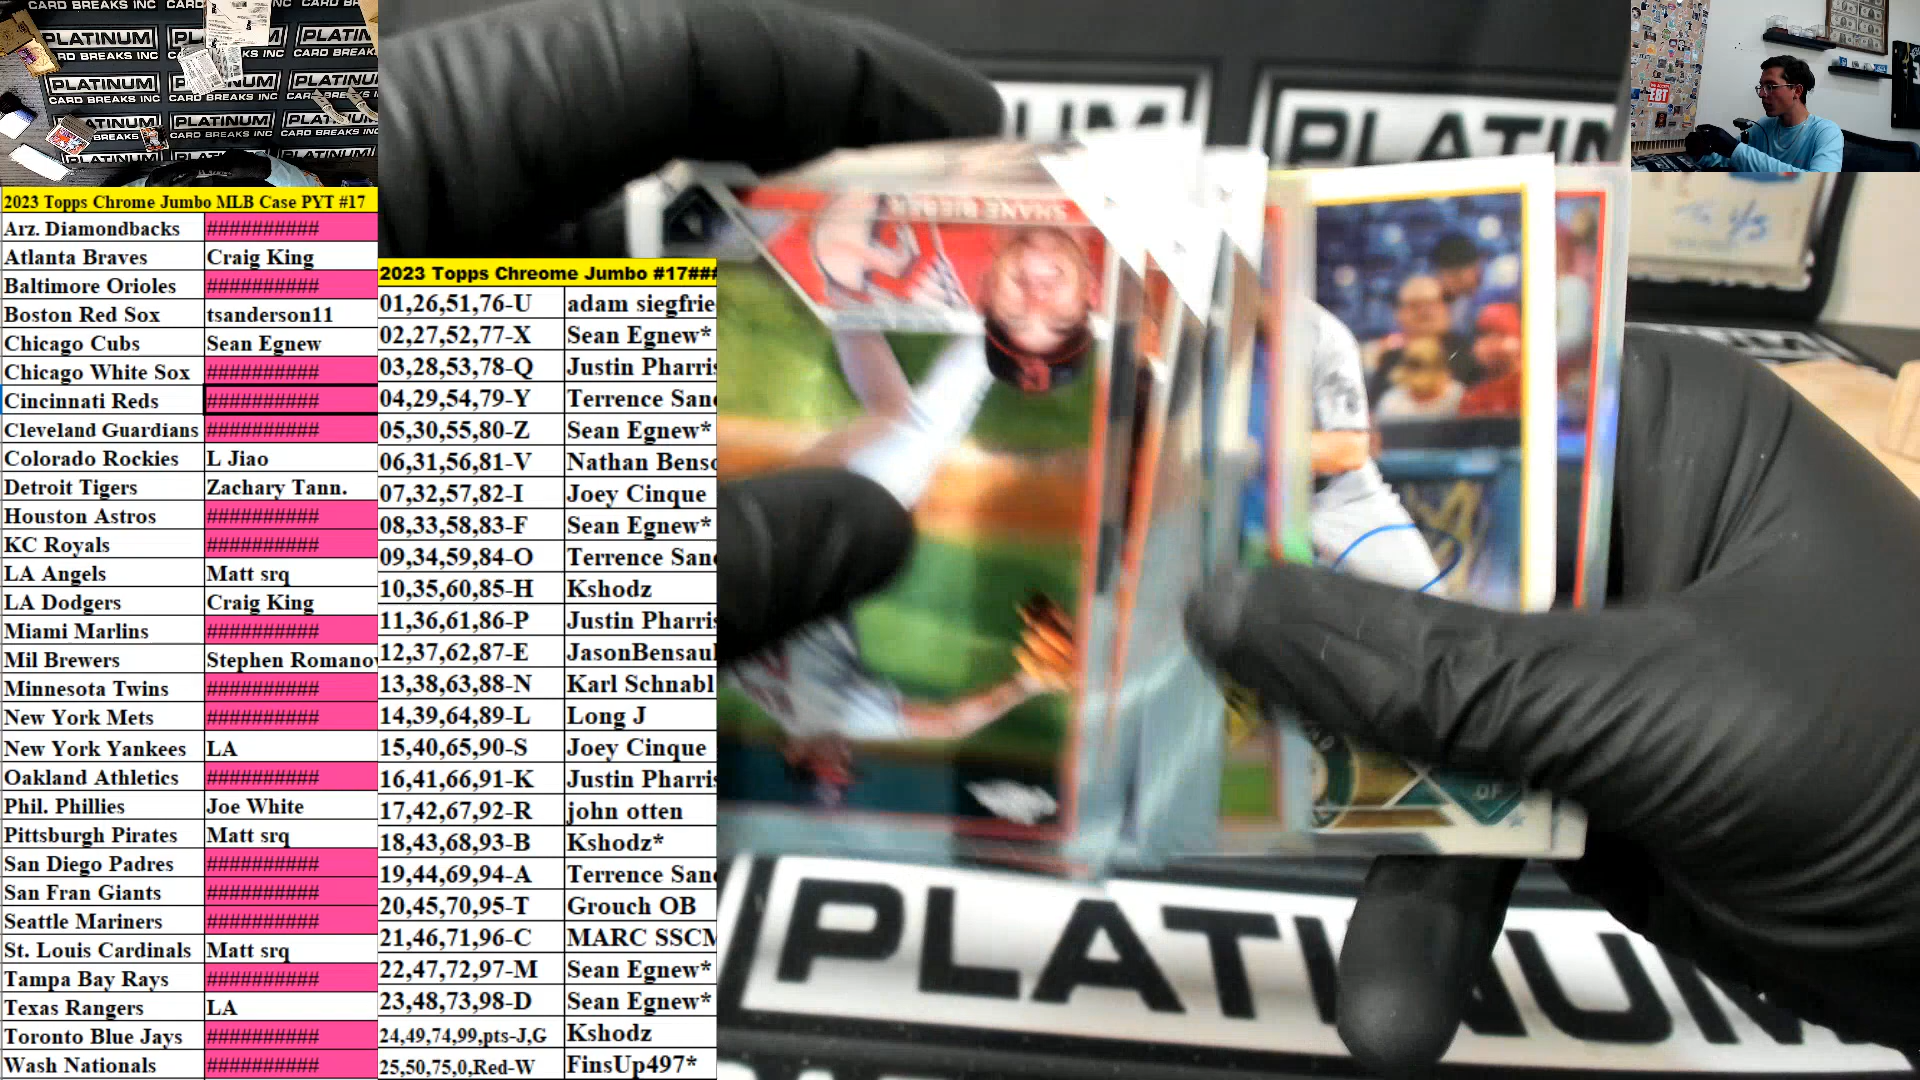 PLATINUM
CARD BREAKS INC
2023 Topps Chrome Jumbo MLB Case PYT #17
Arz. Diamondbacks ##########
Atlanta Braves Craig King
Baltimore Orioles ##########
Boston Red Sox tsanderson11
Chicago Cubs Sean Egnew
Chicago White Sox ##########
Cincinnati Reds ##########
Cleveland Guardians ##########
Colorado Rockies L Jiao
Detroit Tigers Zachary Tann.
Houston Astros ##########
KC Royals ##########
LA Angels Matt srq
LA Dodgers Craig King
Miami Marlins ##########
Mil Brewers Stephen Romanov
Minnesota Twins ##########
New York Mets ##########
New York Yankees LA
Oakland Athletics ##########
Phil. Phillies Joe White
Pittsburgh Pirates Matt srq
San Diego Padres ##########
San Fran Giants ##########
Seattle Mariners ##########
St. Louis Cardinals Matt srq
Tampa Bay Rays ##########
Texas Rangers LA
Toronto Blue Jays ##########
Wash Nationals ##########
2023 Topps Chreome Jumbo #17###
01,26,51,76-U adam siegfrie
02,27,52,77-X Sean Egnew*
03,28,53,78-Q Justin Pharris
04,29,54,79-Y Terrence Sand
05,30,55,80-Z Sean Egnew*
06,31,56,81-V Nathan Benso
07,32,57,82-I Joey Cinque
08,33,58,83-F Sean Egnew*
09,34,59,84-O Terrence Sand
10,35,60,85-H Kshodz
11,36,61,86-P Justin Pharris
12,37,62,87-E JasonBensaul
13,38,63,88-N Karl Schnabl
14,39,64,89-L Long J
15,40,65,90-S Joey Cinque
16,41,66,91-K Justin Pharris
17,42,67,92-R john otten
18,43,68,93-B Kshodz*
19,44,69,94-A Terrence Sand
20,45,70,95-T Grouch OB
21,46,71,96-C MARC SSCM
22,47,72,97-M Sean Egnew*
23,48,73,98-D Sean Egnew*
24,49,74,99,pts-J,G Kshodz
25,50,75,0,Red-W FinsUp497*
SHANE BIEBER
OF
PLATINUM
EBT